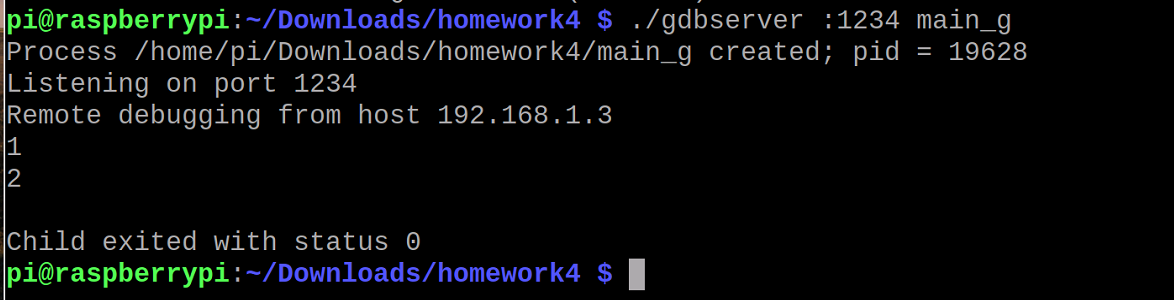 pi@raspberrypi:~/Downloads/homework4 $ ./gdbserver :1234 main_g
Process /home/pi/Downloads/homework4/main_g created; pid = 19628
Listening on port 1234
Remote debugging from host 192.168.1.3
1
2
Child exited with status 0
pi@raspberrypi:~/Downloads/homework4 $